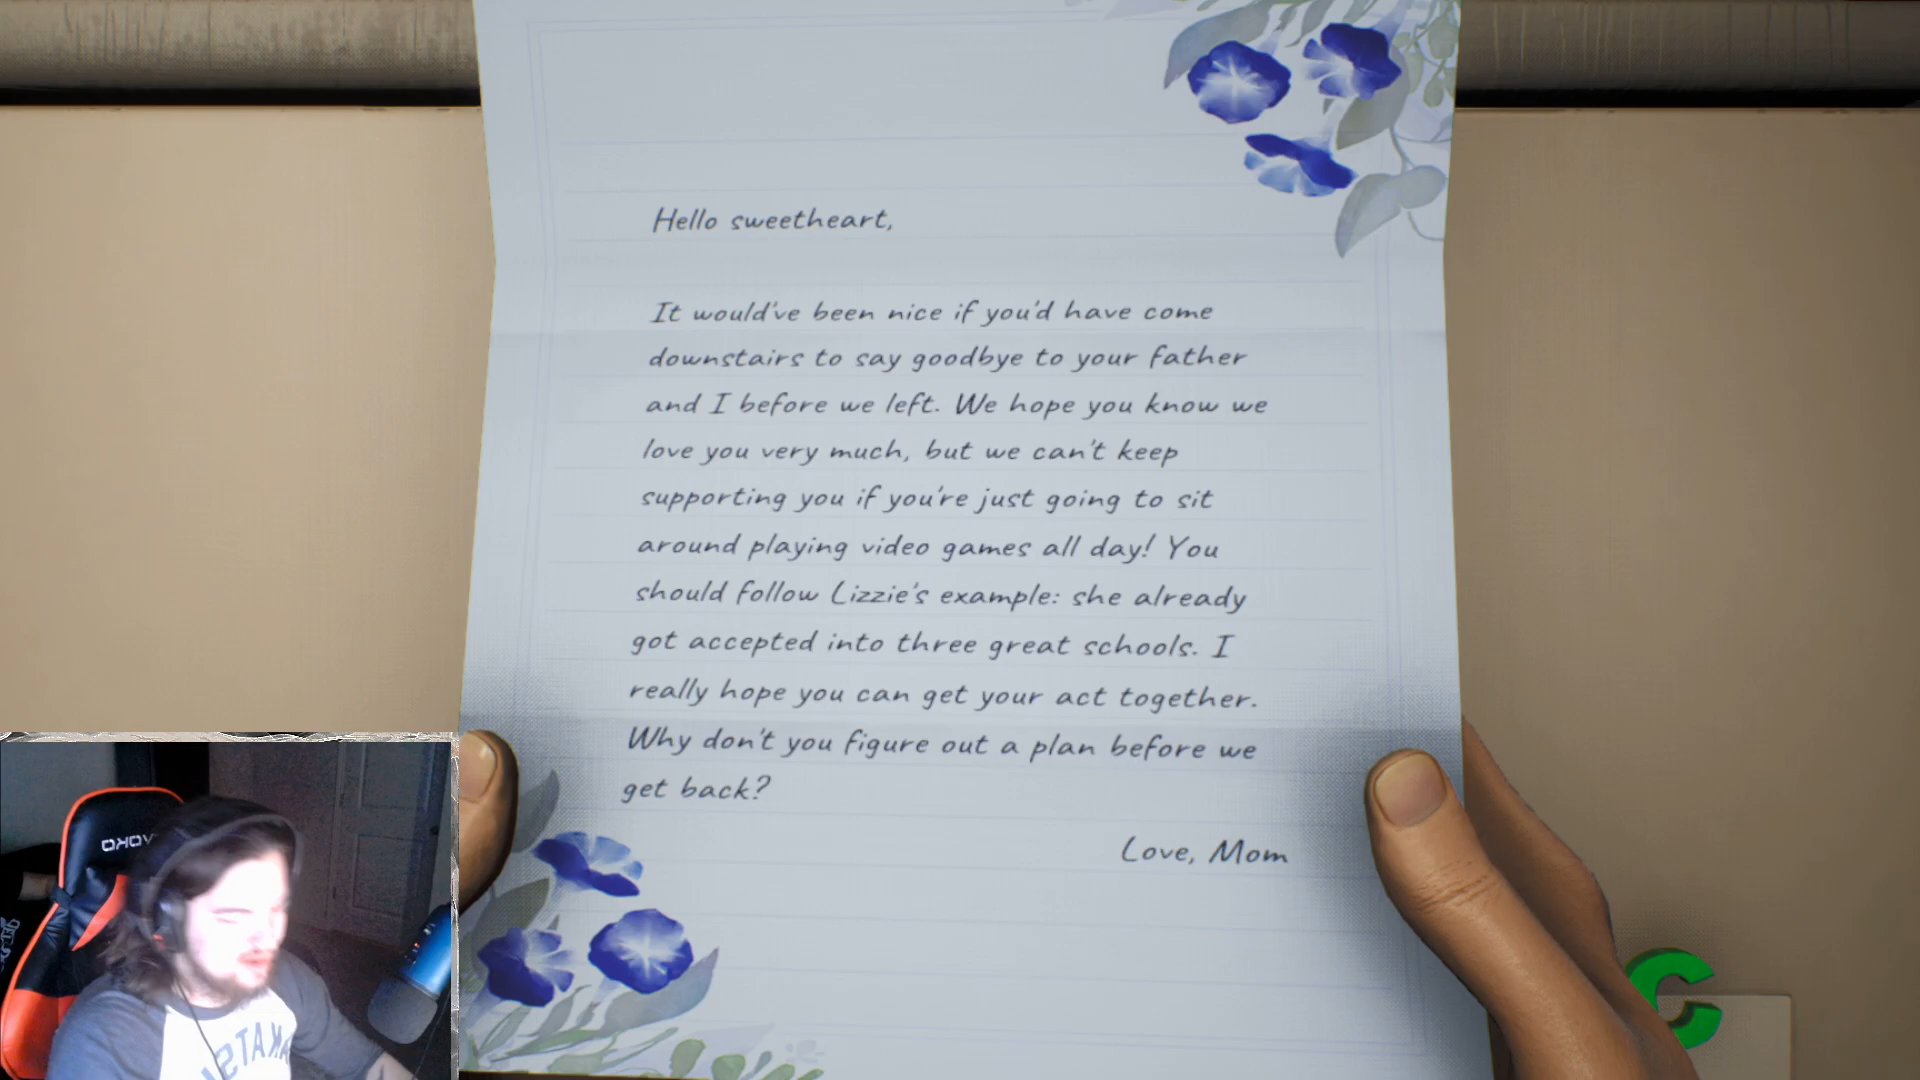 Hello sweetheart,
It would've been nice if you'd have come
downstairs to say goodbye to your father
and I before we left. We hope you know we
love you very much, but we can't keep
supporting you if you're just going to sit
around playing video games all day! You
should follow Lizzie's example: she already
got accepted into three great schools. I
really hope you can get your act together.
Why don't you figure out a plan before we
get back?
Love, Mom
C